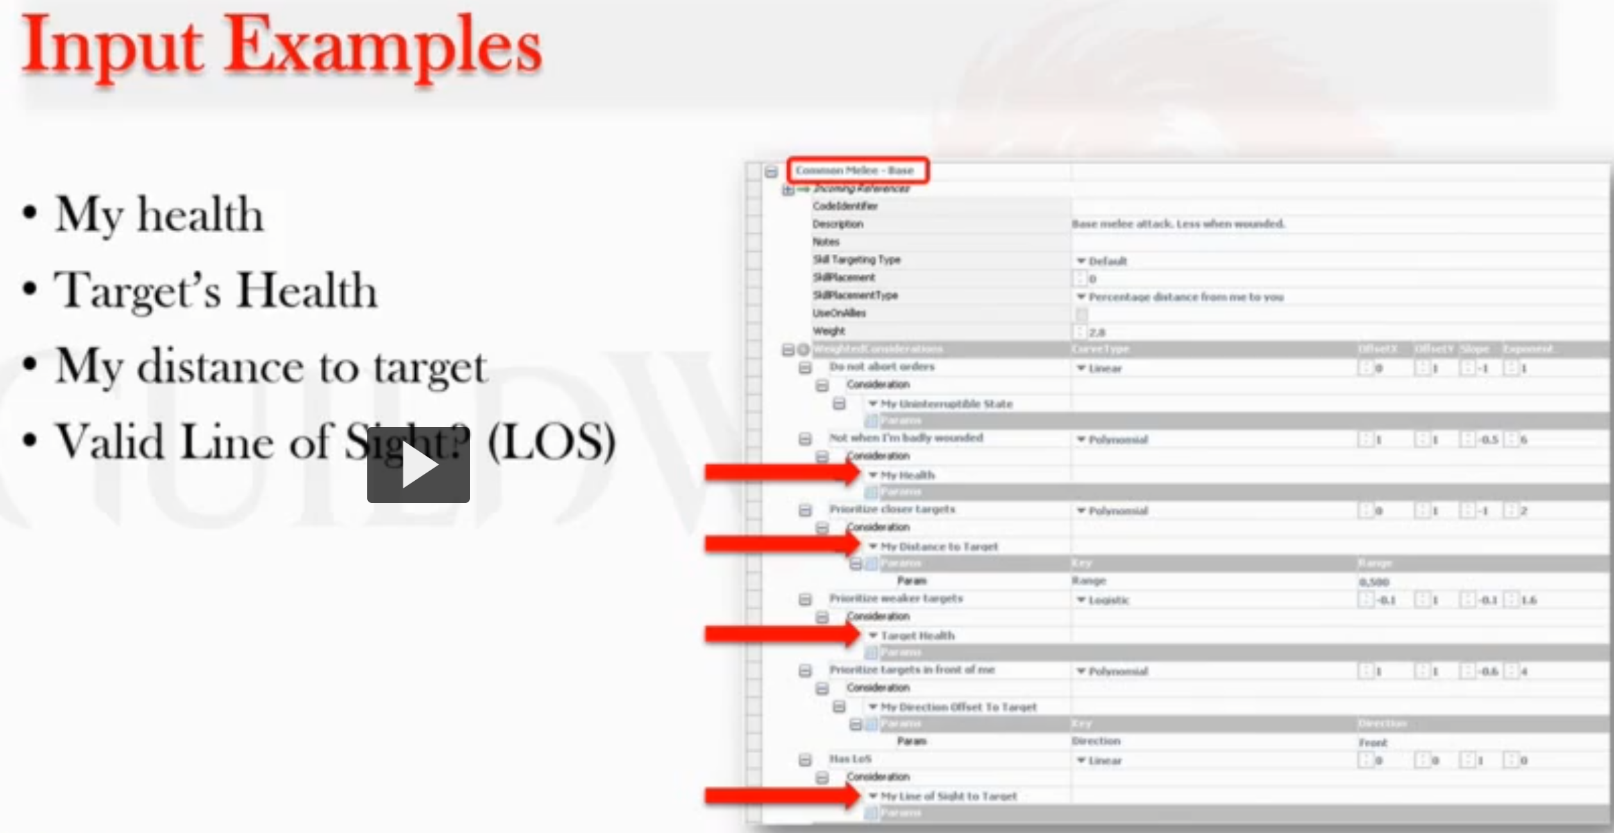 Input Examples
• My health
• Target's Health
• My distance to target
• Valid Line of Sight? (LOS)
GUILDW
Common Melee - Base
Incoming References
CodeIdentifier
Description Base melee attack. Less when wounded.
Notes
Skill Targeting Type Default
SkillPlacement 0
SkillPlacementType Percentage distance from me to you
UseOnAllies
Weight 2.0
WeightedConsiderations CurveType OffsetX OffsetY Slope Exponent
Do not abort orders Linear 0 1 -1 1
Consideration
My Uninterruptible State
Params
Not when I'm badly wounded Polynomial 1 1 -0.5 6
Consideration
My Health
Params
Prioritize closer targets Polynomial 0 1 -1 2
Consideration
My Distance to Target
Params Key Range
Param Range 0,500
Prioritize weaker targets Logistic -0.1 1 -0.1 1.6
Consideration
Target Health
Params
Prioritize targets in front of me Polynomial 1 1 -0.6 4
Consideration
My Direction Offset To Target
Params Key Direction
Param Direction Front
Has LoS Linear 0 0 1 0
Consideration
My Line of Sight to Target
Params